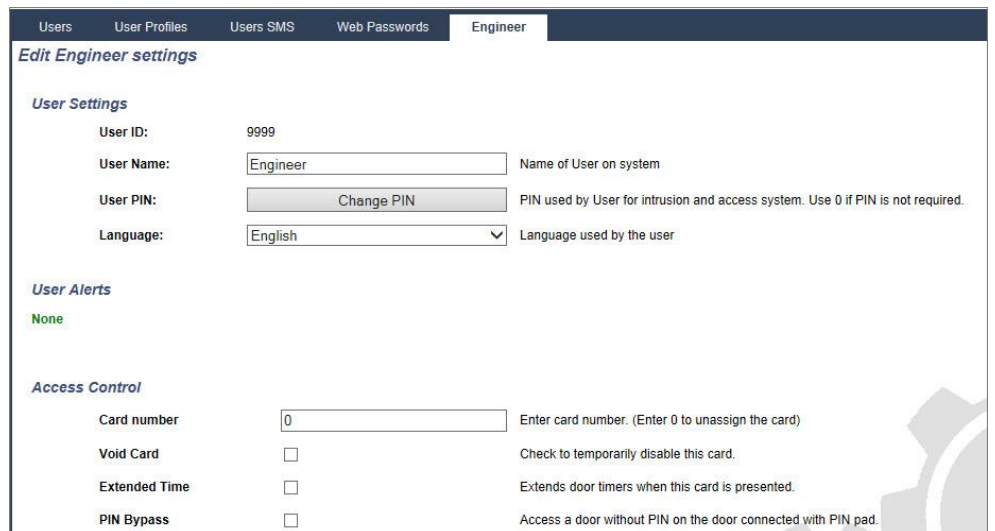 Users User Profiles Users SMS Web Passwords Engineer
Edit Engineer settings
User Settings
User ID: 9999
User Name: Engineer Name of User on system
User PIN: Change PIN PIN used by User for intrusion and access system. Use 0 if PIN is not required.
Language: English Language used by the user
User Alerts
None
Access Control
Card number 0 Enter card number. (Enter 0 to unassign the card)
Void Card Check to temporarily disable this card.
Extended Time Extends door timers when this card is presented.
PIN Bypass Access a door without PIN on the door connected with PIN pad.